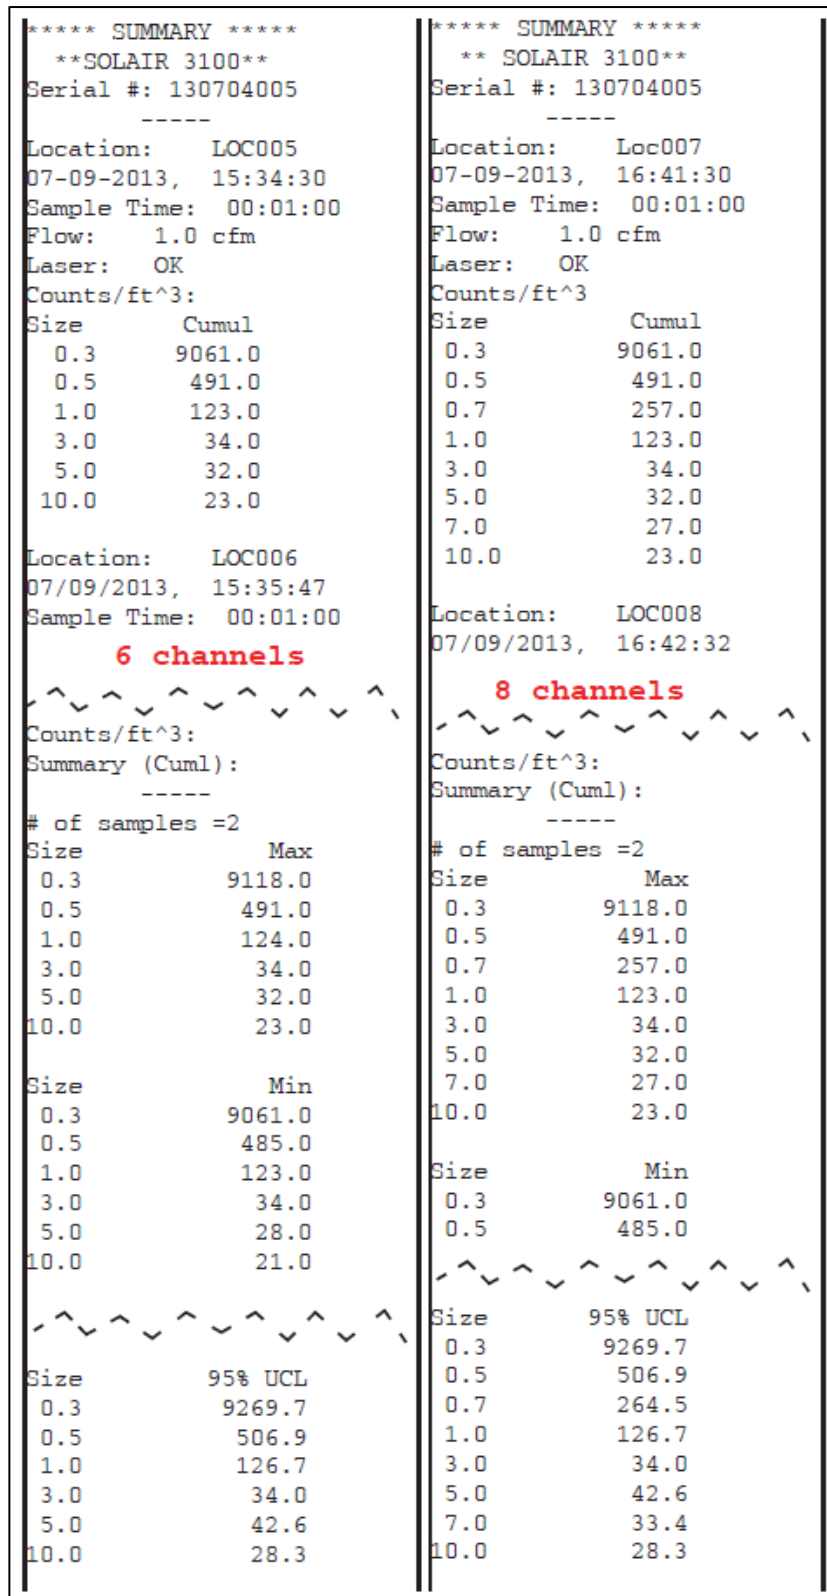 ***** SUMMARY *****
**SOLAIR 3100**
Serial #: 130704005
-----
Location: LOC005
07-09-2013, 15:34:30
Sample Time: 00:01:00
Flow: 1.0 cfm
Laser: OK
Counts/ft^3:
Size Cumul
0.3 9061.0
0.5 491.0
1.0 123.0
3.0 34.0
5.0 32.0
10.0 23.0
Location: LOC006
07/09/2013, 15:35:47
Sample Time: 00:01:00
6 channels
Counts/ft^3:
Summary (Cuml):
-----
# of samples =2
Size Max
0.3 9118.0
0.5 491.0
1.0 124.0
3.0 34.0
5.0 32.0
10.0 23.0
Size Min
0.3 9061.0
0.5 485.0
1.0 123.0
3.0 34.0
5.0 28.0
10.0 21.0
Size 95% UCL
0.3 9269.7
0.5 506.9
1.0 126.7
3.0 34.0
5.0 42.6
10.0 28.3
***** SUMMARY *****
** SOLAIR 3100**
Serial #: 130704005
-----
Location: Loc007
07-09-2013, 16:41:30
Sample Time: 00:01:00
Flow: 1.0 cfm
Laser: OK
Counts/ft^3
Size Cumul
0.3 9061.0
0.5 491.0
0.7 257.0
1.0 123.0
3.0 34.0
5.0 32.0
7.0 27.0
10.0 23.0
Location: LOC008
07/09/2013, 16:42:32
8 channels
Counts/ft^3:
Summary (Cuml):
-----
# of samples =2
Size Max
0.3 9118.0
0.5 491.0
0.7 257.0
1.0 123.0
3.0 34.0
5.0 32.0
7.0 27.0
10.0 23.0
Size Min
0.3 9061.0
0.5 485.0
Size 95% UCL
0.3 9269.7
0.5 506.9
0.7 264.5
1.0 126.7
3.0 34.0
5.0 42.6
7.0 33.4
10.0 28.3